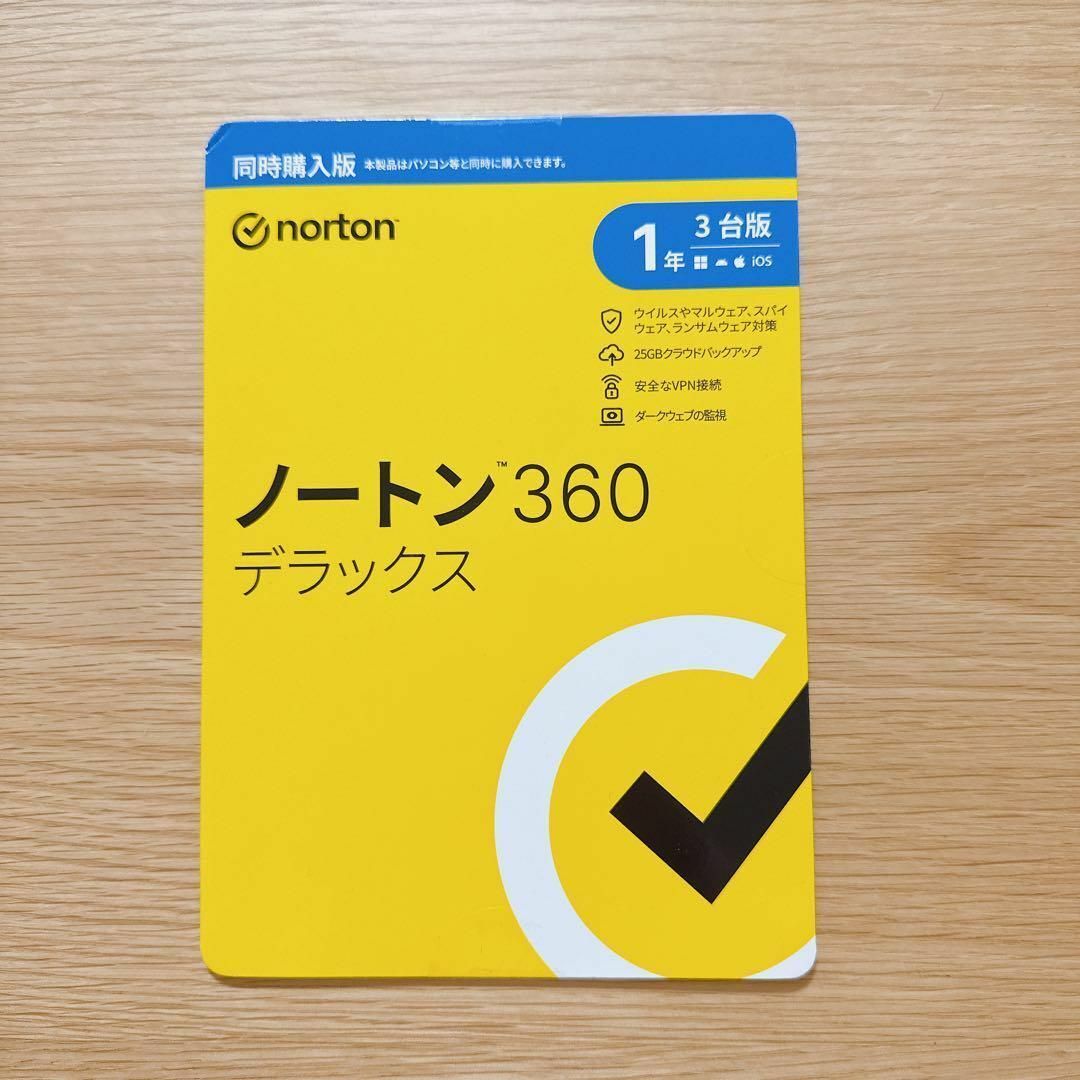 同時購入版 本製品はパソコン等と同時に購入できます。
norton™
3台版
1年
iOS
ウイルスやマルウェア、スパイ
ウェア、ランサムウェア対策
25GBクラウドバックアップ
安全なVPN接続
ダークウェブの監視
ノートン™ 360
デラックス